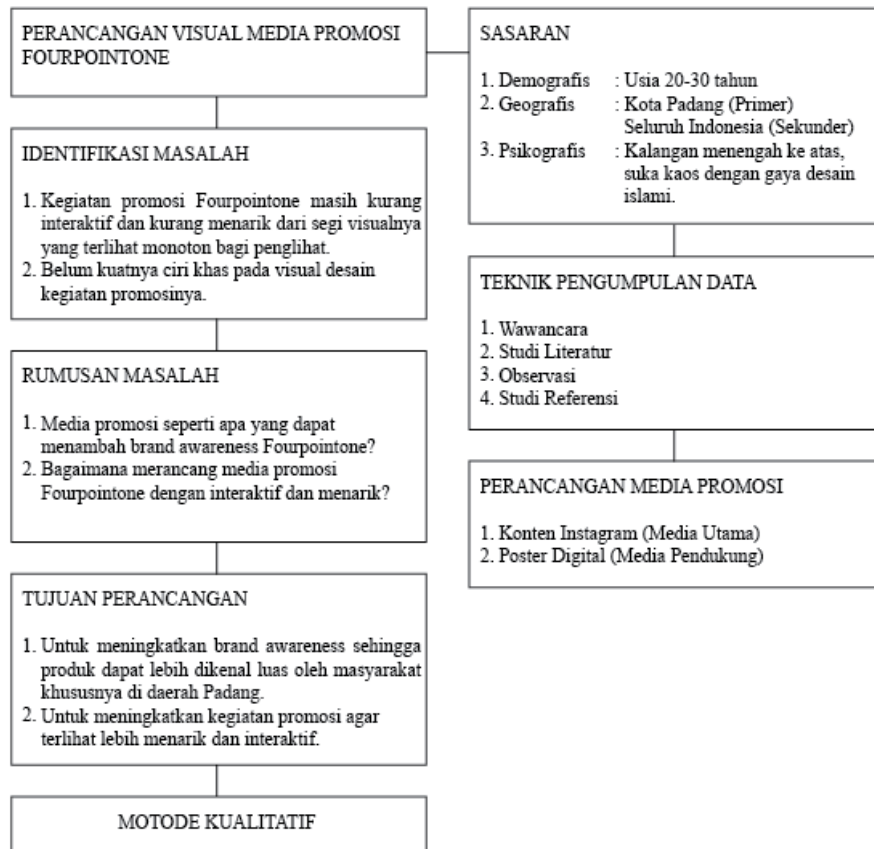 PERANCANGAN VISUAL MEDIA PROMOSI
FOURPOINTONE
IDENTIFIKASI MASALAH
1. Kegiatan promosi Fourpointone masih kurang
interaktif dan kurang menarik dari segi visualnya
yang terlihat monoton bagi penglihat.
2. Belum kuatnya ciri khas pada visual desain
kegiatan promosinya.
RUMUSAN MASALAH
1. Media promosi seperti apa yang dapat
menambah brand awareness Fourpointone?
2. Bagaimana merancang media promosi
Fourpointone dengan interaktif dan menarik?
TUJUAN PERANCANGAN
1. Untuk meningkatkan brand awareness sehingga
produk dapat lebih dikenal luas oleh masyarakat
khususnya di daerah Padang.
2. Untuk meningkatkan kegiatan promosi agar
terlihat lebih menarik dan interaktif.
MOTODE KUALITATIF
SASARAN
1. Demografis : Usia 20-30 tahun
2. Geografis : Kota Padang (Primer)
Seluruh Indonesia (Sekunder)
3. Psikografis : Kalangan menengah ke atas,
suka kaos dengan gaya desain
islami.
TEKNIK PENGUMPULAN DATA
1. Wawancara
2. Studi Literatur
3. Observasi
4. Studi Referensi
PERANCANGAN MEDIA PROMOSI
1. Konten Instagram (Media Utama)
2. Poster Digital (Media Pendukung)